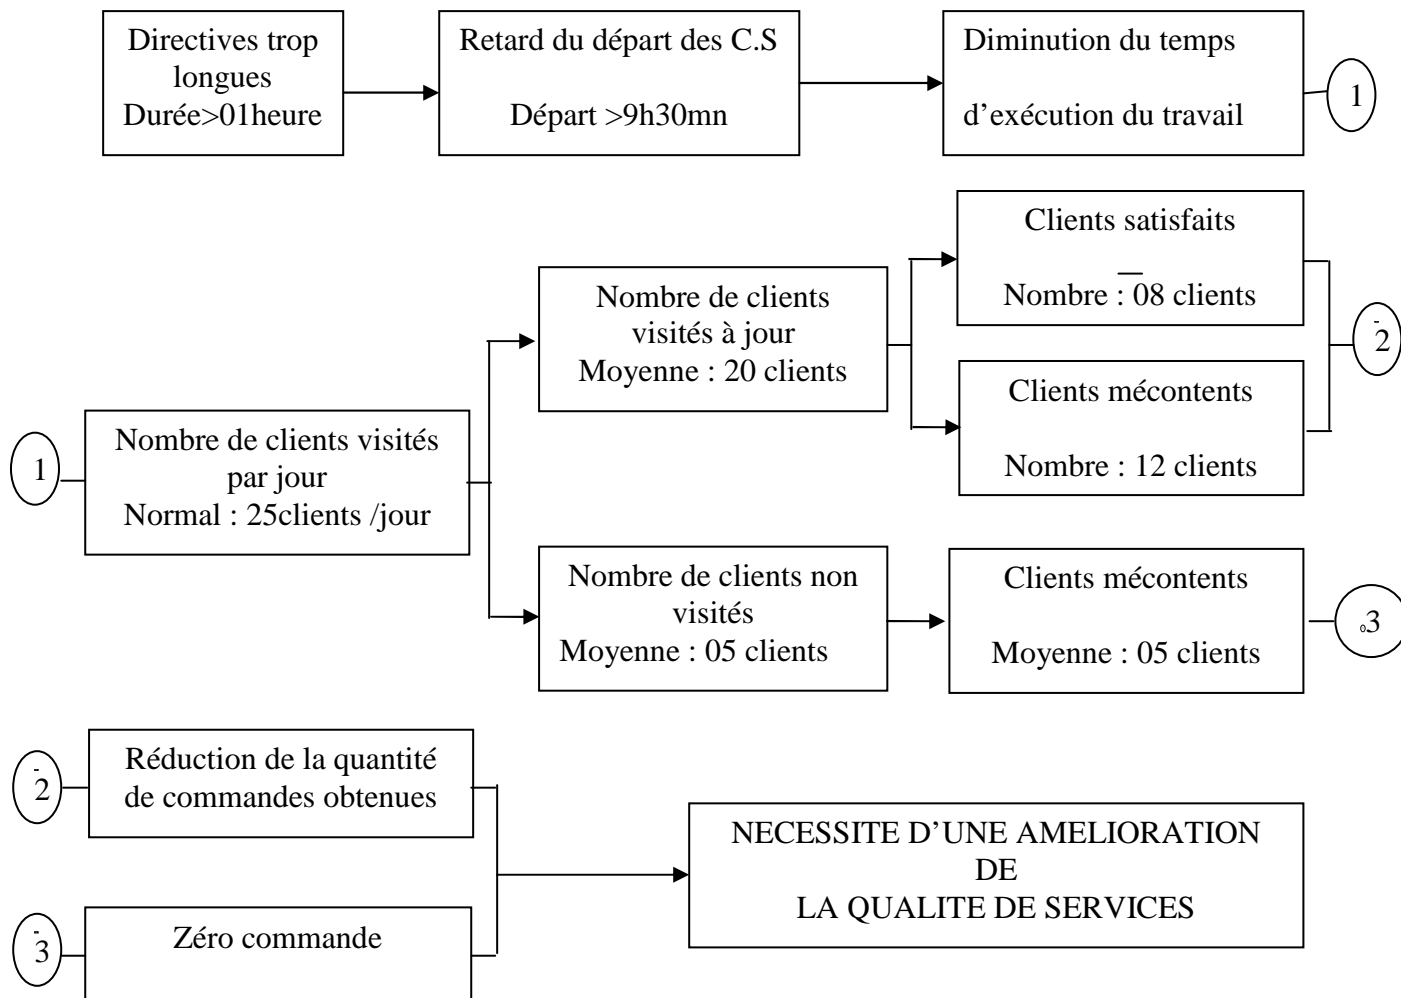 Directives trop
longues
Durée>01heure
Retard du départ des C.S
Départ >9h30mn
Diminution du temps
d’exécution du travail
1
Clients satisfaits
Nombre : 08 clients
Nombre de clients
visités à jour
Moyenne : 20 clients
2
Clients mécontents
Nombre : 12 clients
1
Nombre de clients visités
par jour
Normal : 25clients /jour
Nombre de clients non
visités
Moyenne : 05 clients
Clients mécontents
Moyenne : 05 clients
3
2
Réduction de la quantité
de commandes obtenues
NECESSITE D’UNE AMELIORATION
DE
LA QUALITE DE SERVICES
3
Zéro commande